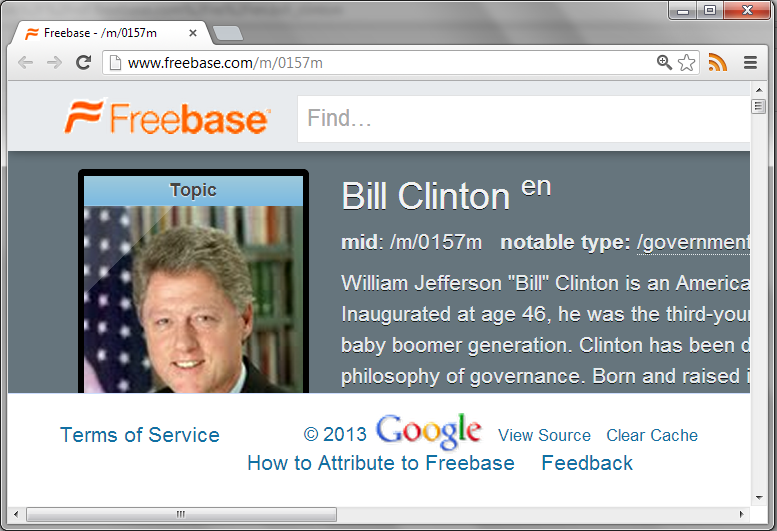 Freebase - /m/0157m
www.freebase.com/m/0157m
Freebase
Find...
Topic
Bill Clinton en
mid: /m/0157m notable type: /government
William Jefferson "Bill" Clinton is an America
Inaugurated at age 46, he was the third-your
baby boomer generation. Clinton has been d
philosophy of governance. Born and raised i
Terms of Service © 2013 Google View Source Clear Cache
How to Attribute to Freebase Feedback